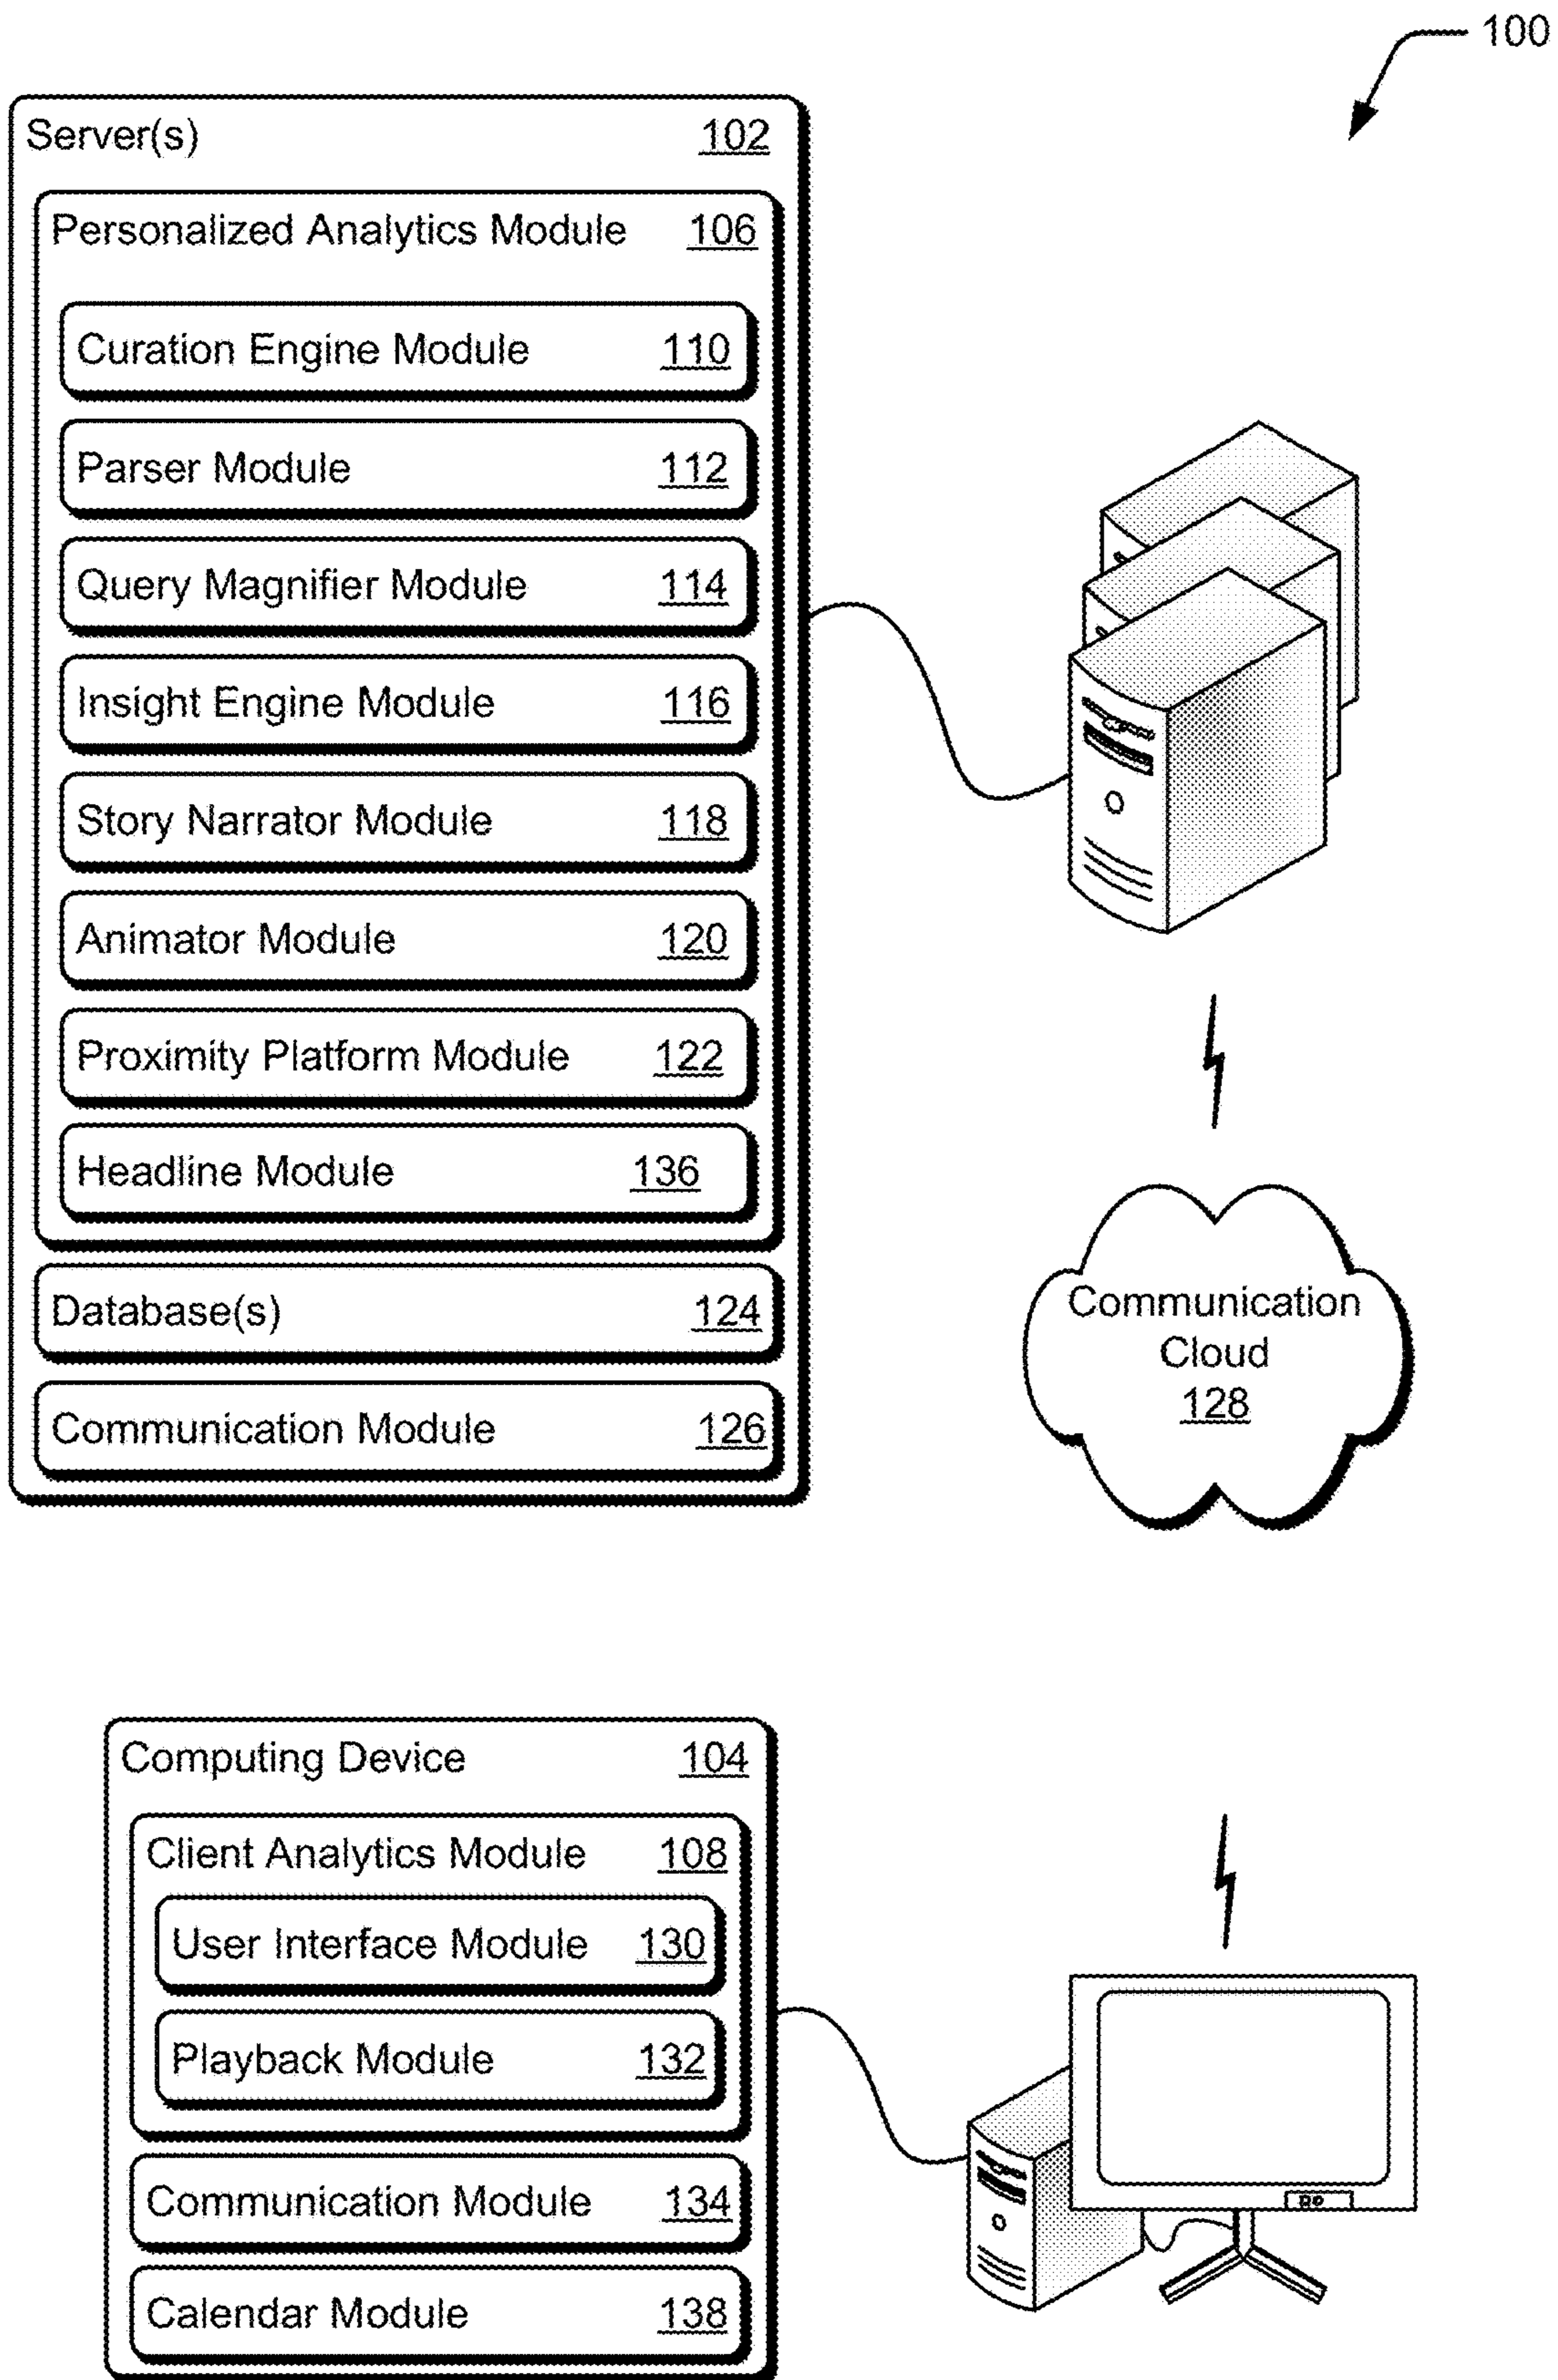 100
Server(s) 102
Personalized Analytics Module 106
Curation Engine Module 110
Parser Module 112
Query Magnifier Module 114
Insight Engine Module 116
Story Narrator Module 118
Animator Module 120
Proximity Platform Module 122
Headline Module 136
Database(s) 124
Communication Module 126
Communication
Cloud
128
Computing Device 104
Client Analytics Module 108
User Interface Module 130
Playback Module 132
Communication Module 134
Calendar Module 138